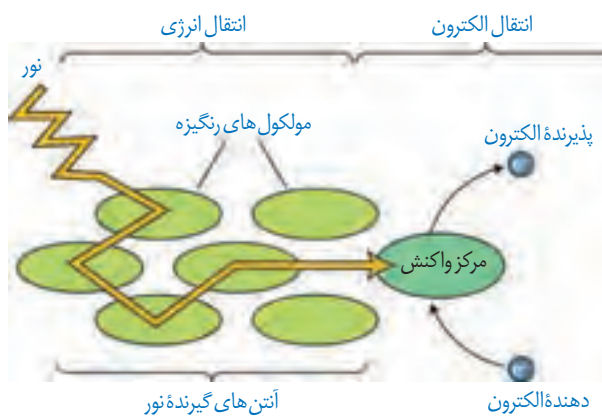 انتقال انرژی
انتقال الکترون
نور
مولکول‌های رنگیزه
پذیرندهٔ الکترون
مرکز واکنش
آنتن‌های گیرندهٔ نور
دهندهٔ الکترون